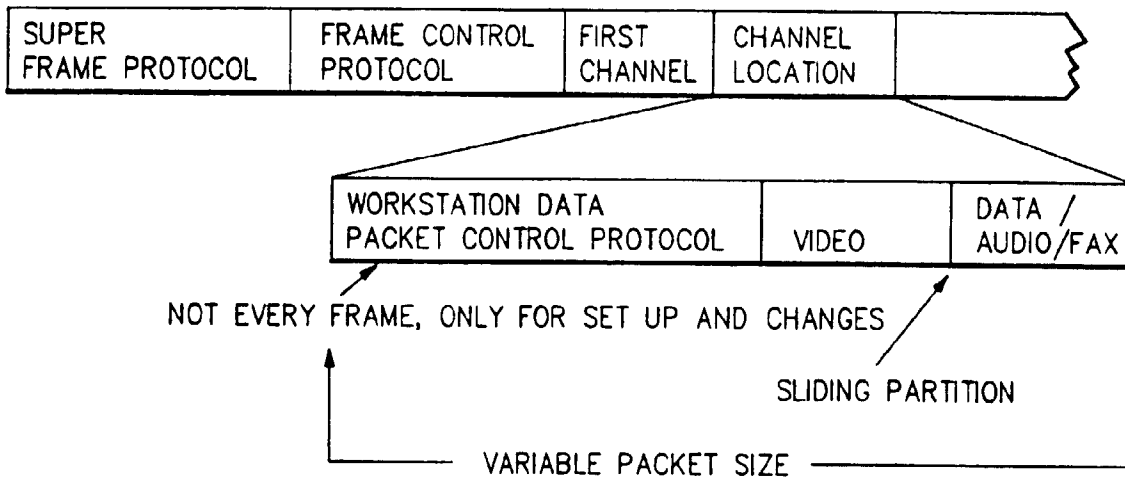 SUPER
FRAME PROTOCOL
FRAME CONTROL
PROTOCOL
FIRST
CHANNEL
CHANNEL
LOCATION
WORKSTATION DATA
PACKET CONTROL PROTOCOL
VIDEO
DATA /
AUDIO/FAX
NOT EVERY FRAME, ONLY FOR SET UP AND CHANGES
SLIDING PARTITION
VARIABLE PACKET SIZE